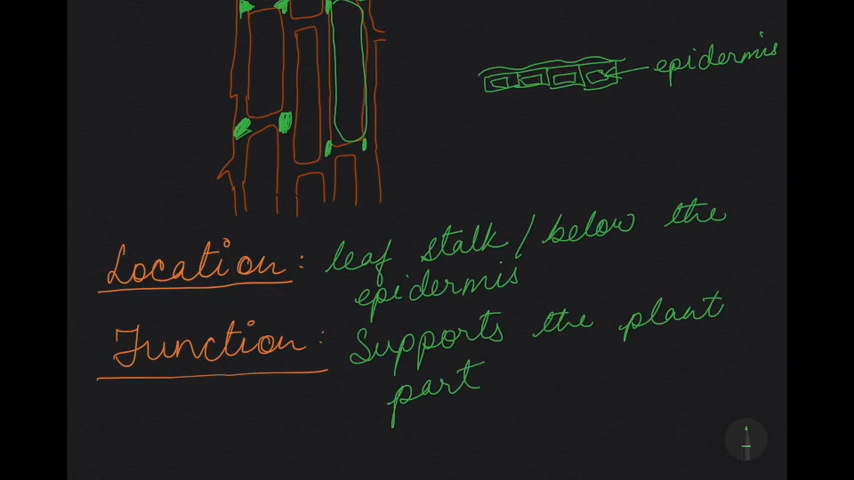 epidermis
Location: leaf stalk/ below the
epidermis
Function: Supports the plant
part